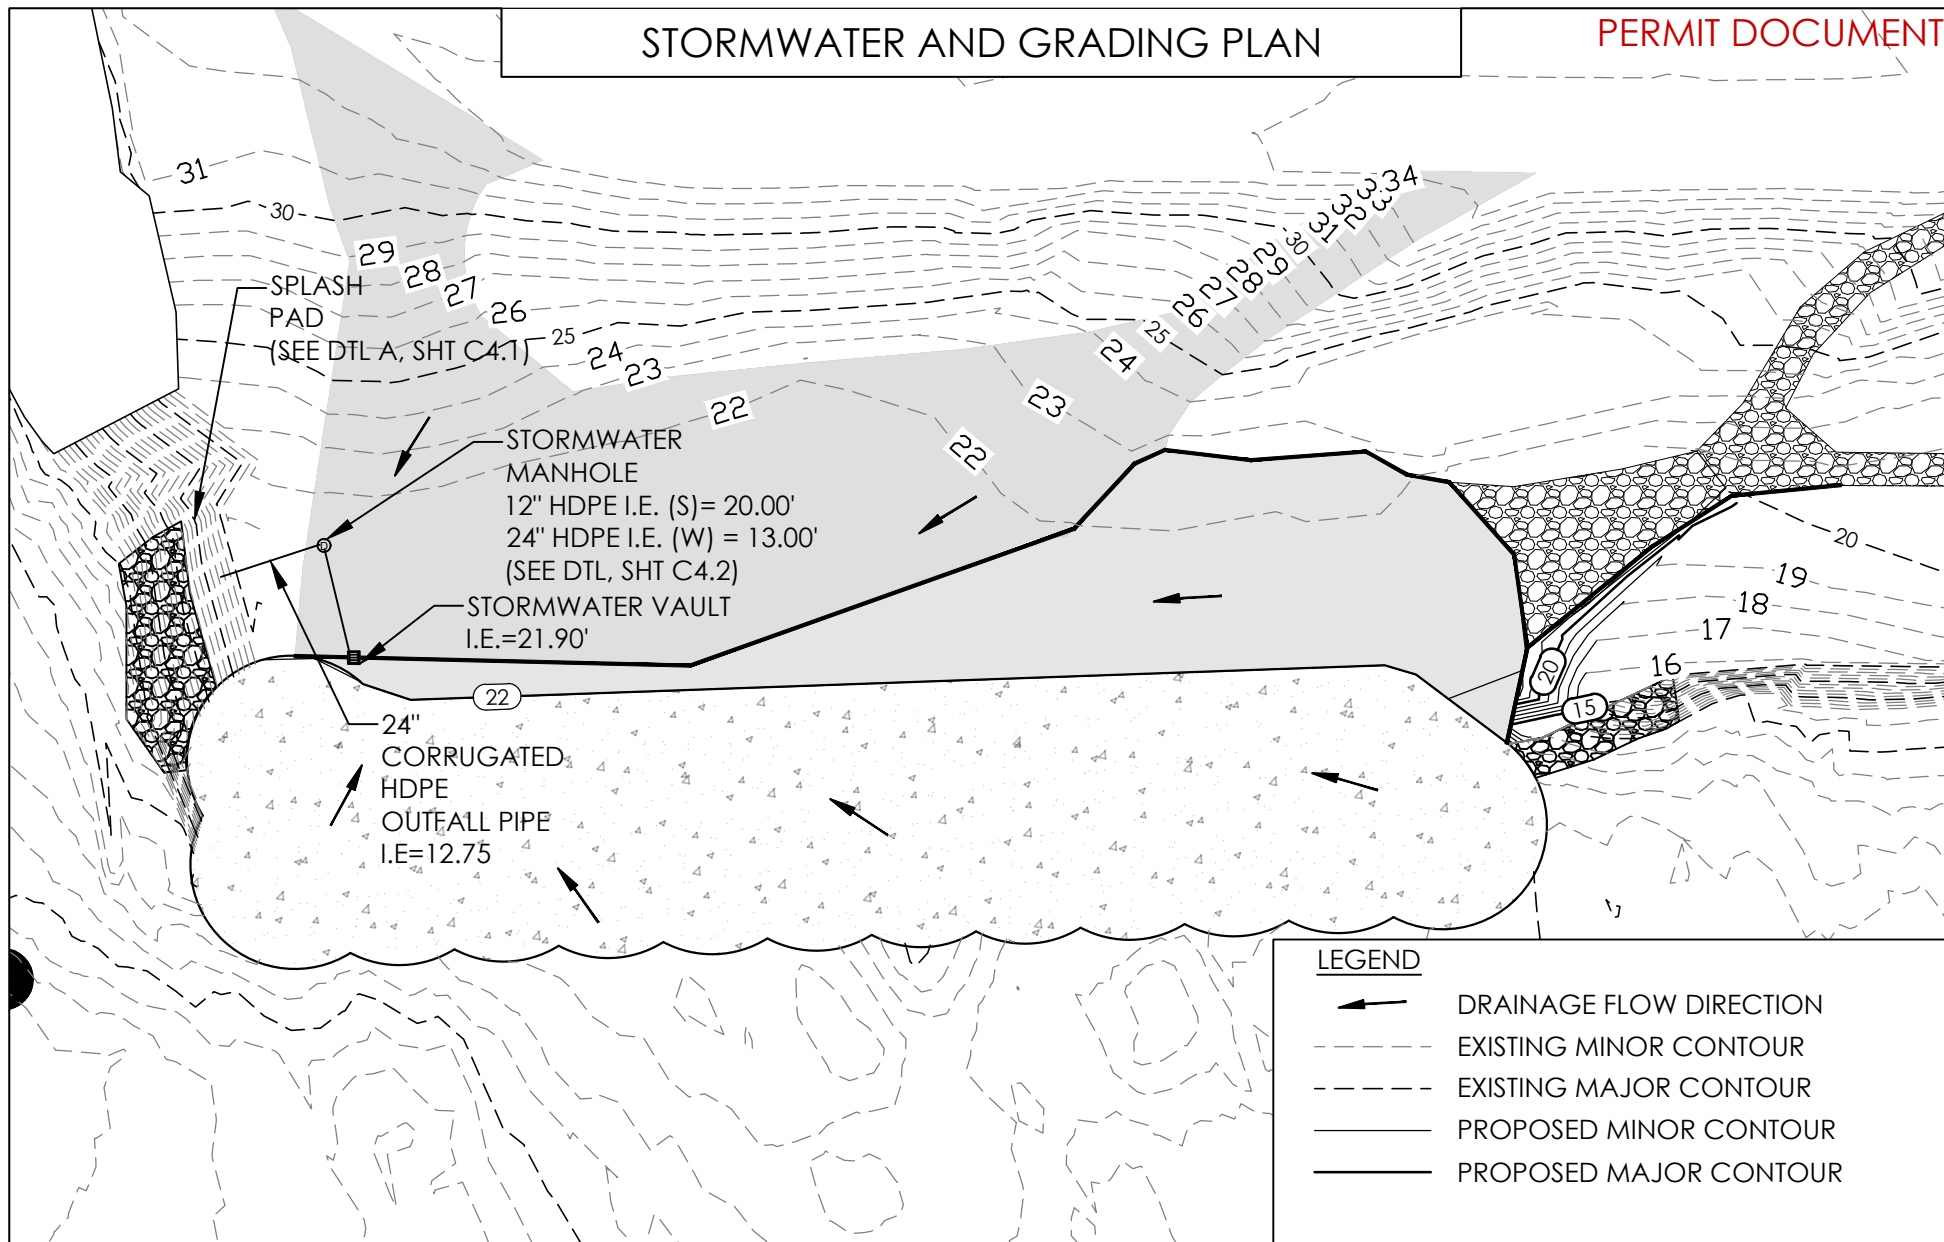 STORMWATER AND GRADING PLAN
PERMIT DOCUMENT
31
30
29
28
27
26
25
24
23
22
SPLASH
PAD
(SEE DTL A, SHT C4.1)
34
33
32
31
30
29
28
27
26
25
24
23
22
STORMWATER
MANHOLE
12" HDPE I.E. (S)= 20.00'
24" HDPE I.E. (W) = 13.00'
(SEE DTL, SHT C4.2)
STORMWATER VAULT
I.E.=21.90'
22
24"
CORRUGATED
HDPE
OUTFALL PIPE
I.E=12.75
20
19
18
17
16
20
15
LEGEND
DRAINAGE FLOW DIRECTION
EXISTING MINOR CONTOUR
EXISTING MAJOR CONTOUR
PROPOSED MINOR CONTOUR
PROPOSED MAJOR CONTOUR